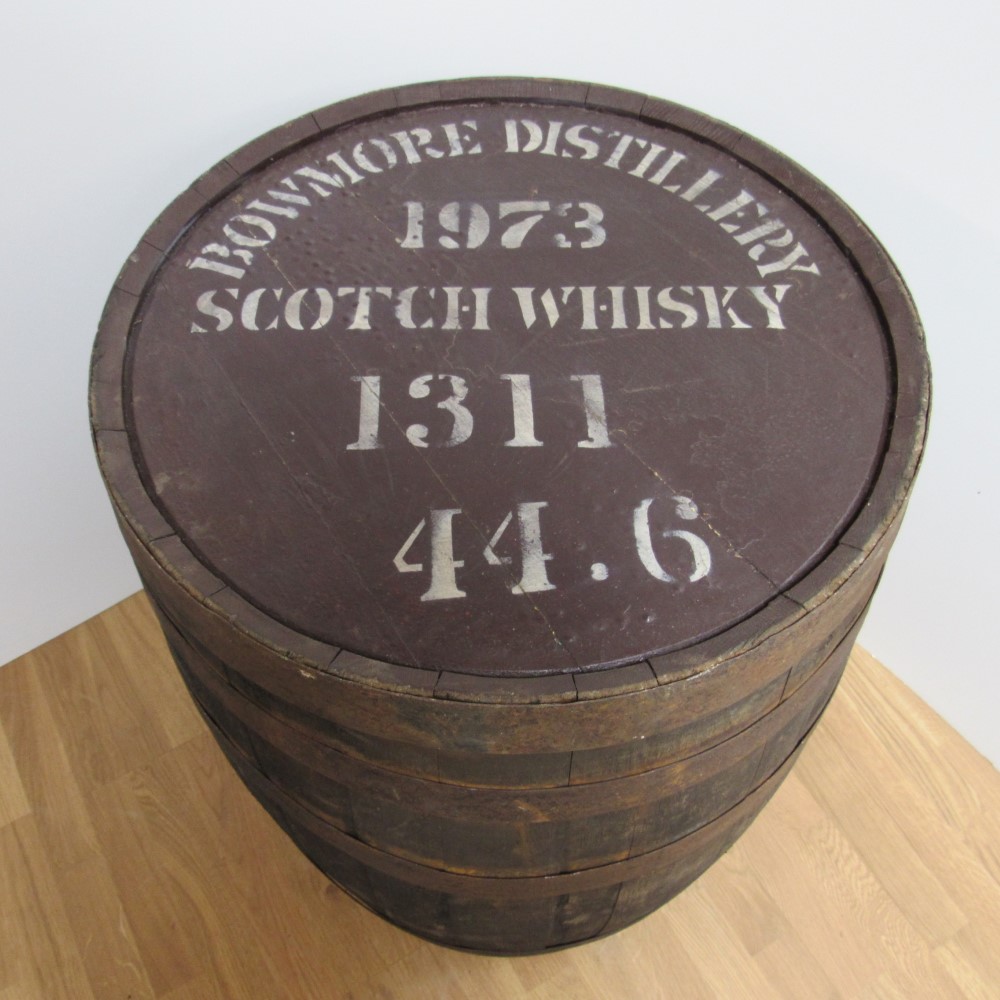 BOWMORE DISTILLERY
1973
SCOTCH WHISKY
1311
44.6